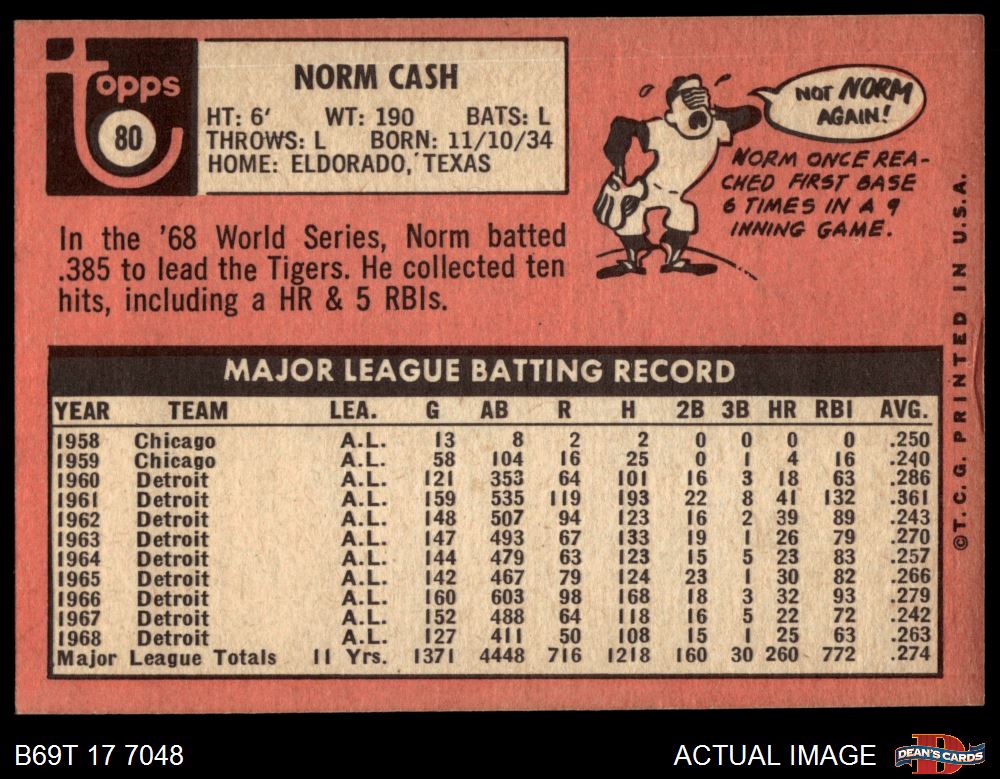 topps
80
NORM CASH
HT: 6' WT: 190 BATS: L
THROWS: L BORN: 11/10/34
HOME: ELDORADO, TEXAS
NOT NORM
AGAIN!
NORM ONCE REA-
CHED FIRST BASE
6 TIMES IN A 9
INNING GAME.
In the '68 World Series, Norm batted
.385 to lead the Tigers. He collected ten
hits, including a HR & 5 RBIs.
MAJOR LEAGUE BATTING RECORD
YEAR TEAM LEA. G AB R H 2B 3B HR RBI AVG.
1958 Chicago A.L. 13 8 2 2 0 0 0 0 .250
1959 Chicago A.L. 58 104 16 25 0 1 4 16 .240
1960 Detroit A.L. 121 353 64 101 16 3 18 63 .286
1961 Detroit A.L. 159 535 119 193 22 8 41 132 .361
1962 Detroit A.L. 148 507 94 123 16 2 39 89 .243
1963 Detroit A.L. 147 493 67 133 19 1 26 79 .270
1964 Detroit A.L. 144 479 63 123 15 5 23 83 .257
1965 Detroit A.L. 142 467 79 124 23 1 30 82 .266
1966 Detroit A.L. 160 603 98 168 18 3 32 93 .279
1967 Detroit A.L. 152 488 64 118 16 5 22 72 .242
1968 Detroit A.L. 127 411 50 108 15 1 25 63 .263
Major League Totals 11 Yrs. 1371 4448 716 1218 160 30 260 772 .274
©T. C. G. PRINTED IN U.S.A.
B69T 17 7048
ACTUAL IMAGE
D
DEAN'S CARDS